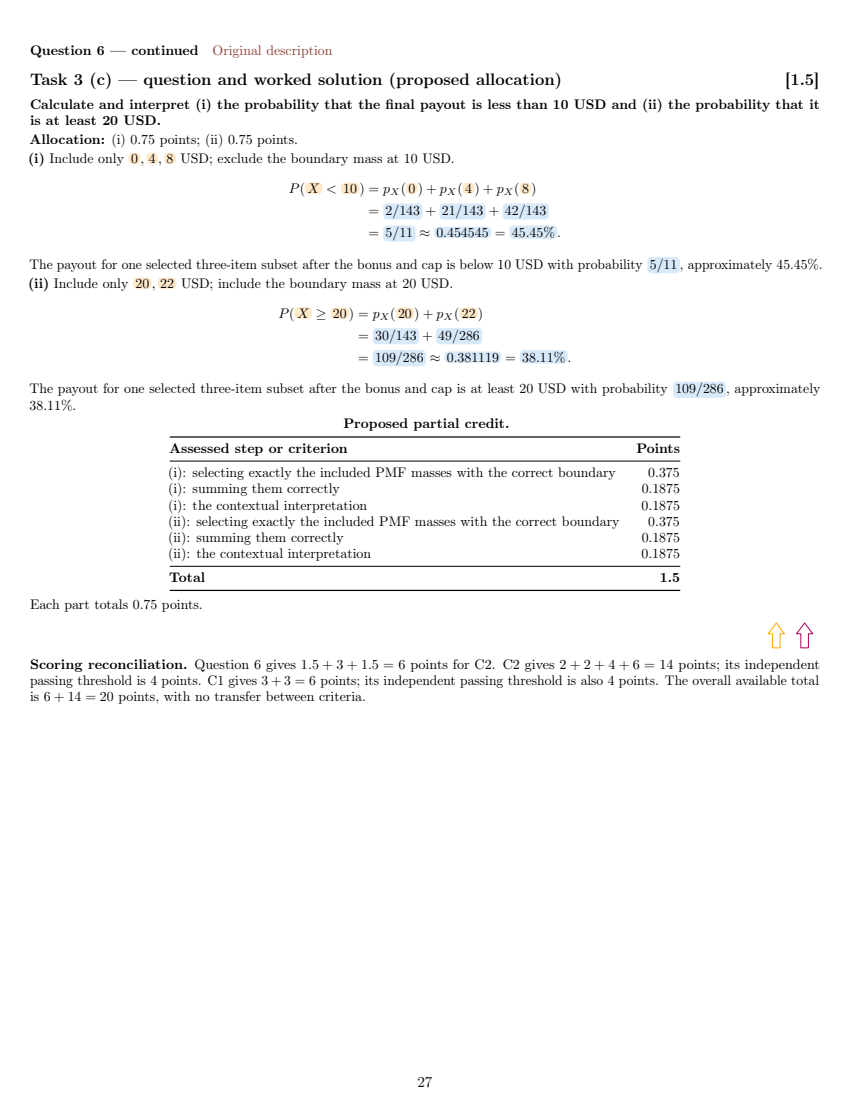 Question 6 — continued Original description
Task 3 (c) — question and worked solution (proposed allocation) [1.5]
Calculate and interpret (i) the probability that the final payout is less than 10 USD and (ii) the probability that it
is at least 20 USD.
Allocation: (i) 0.75 points; (ii) 0.75 points.
(i) Include only 0, 4, 8 USD; exclude the boundary mass at 10 USD.
P(X < 10) = pX(0) + pX(4) + pX(8)
= 2/143 + 21/143 + 42/143
= 5/11 ≈ 0.454545 = 45.45%.
The payout for one selected three-item subset after the bonus and cap is below 10 USD with probability 5/11, approximately 45.45%.
(ii) Include only 20, 22 USD; include the boundary mass at 20 USD.
P(X ≥ 20) = pX(20) + pX(22)
= 30/143 + 49/286
= 109/286 ≈ 0.381119 = 38.11%.
The payout for one selected three-item subset after the bonus and cap is at least 20 USD with probability 109/286, approximately
38.11%.
Proposed partial credit.
Assessed step or criterion Points
(i): selecting exactly the included PMF masses with the correct boundary 0.375
(i): summing them correctly 0.1875
(i): the contextual interpretation 0.1875
(ii): selecting exactly the included PMF masses with the correct boundary 0.375
(ii): summing them correctly 0.1875
(ii): the contextual interpretation 0.1875
Total 1.5
Each part totals 0.75 points.
Scoring reconciliation. Question 6 gives 1.5 + 3 + 1.5 = 6 points for C2. C2 gives 2 + 2 + 4 + 6 = 14 points; its independent
passing threshold is 4 points. C1 gives 3 + 3 = 6 points; its independent passing threshold is also 4 points. The overall available total
is 6 + 14 = 20 points, with no transfer between criteria.
27